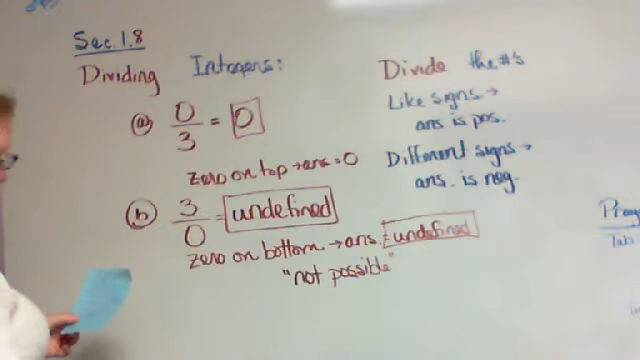 Sec. 1.8
Dividing Integers:
(a) 0/3 = 0
zero on top → ans = 0
(b) 3/0 = undefined
zero on bottom → ans. = undefined
"not possible"
Divide the #'s
Like signs →
ans is pos.
Different signs →
ans. is neg.
Tab